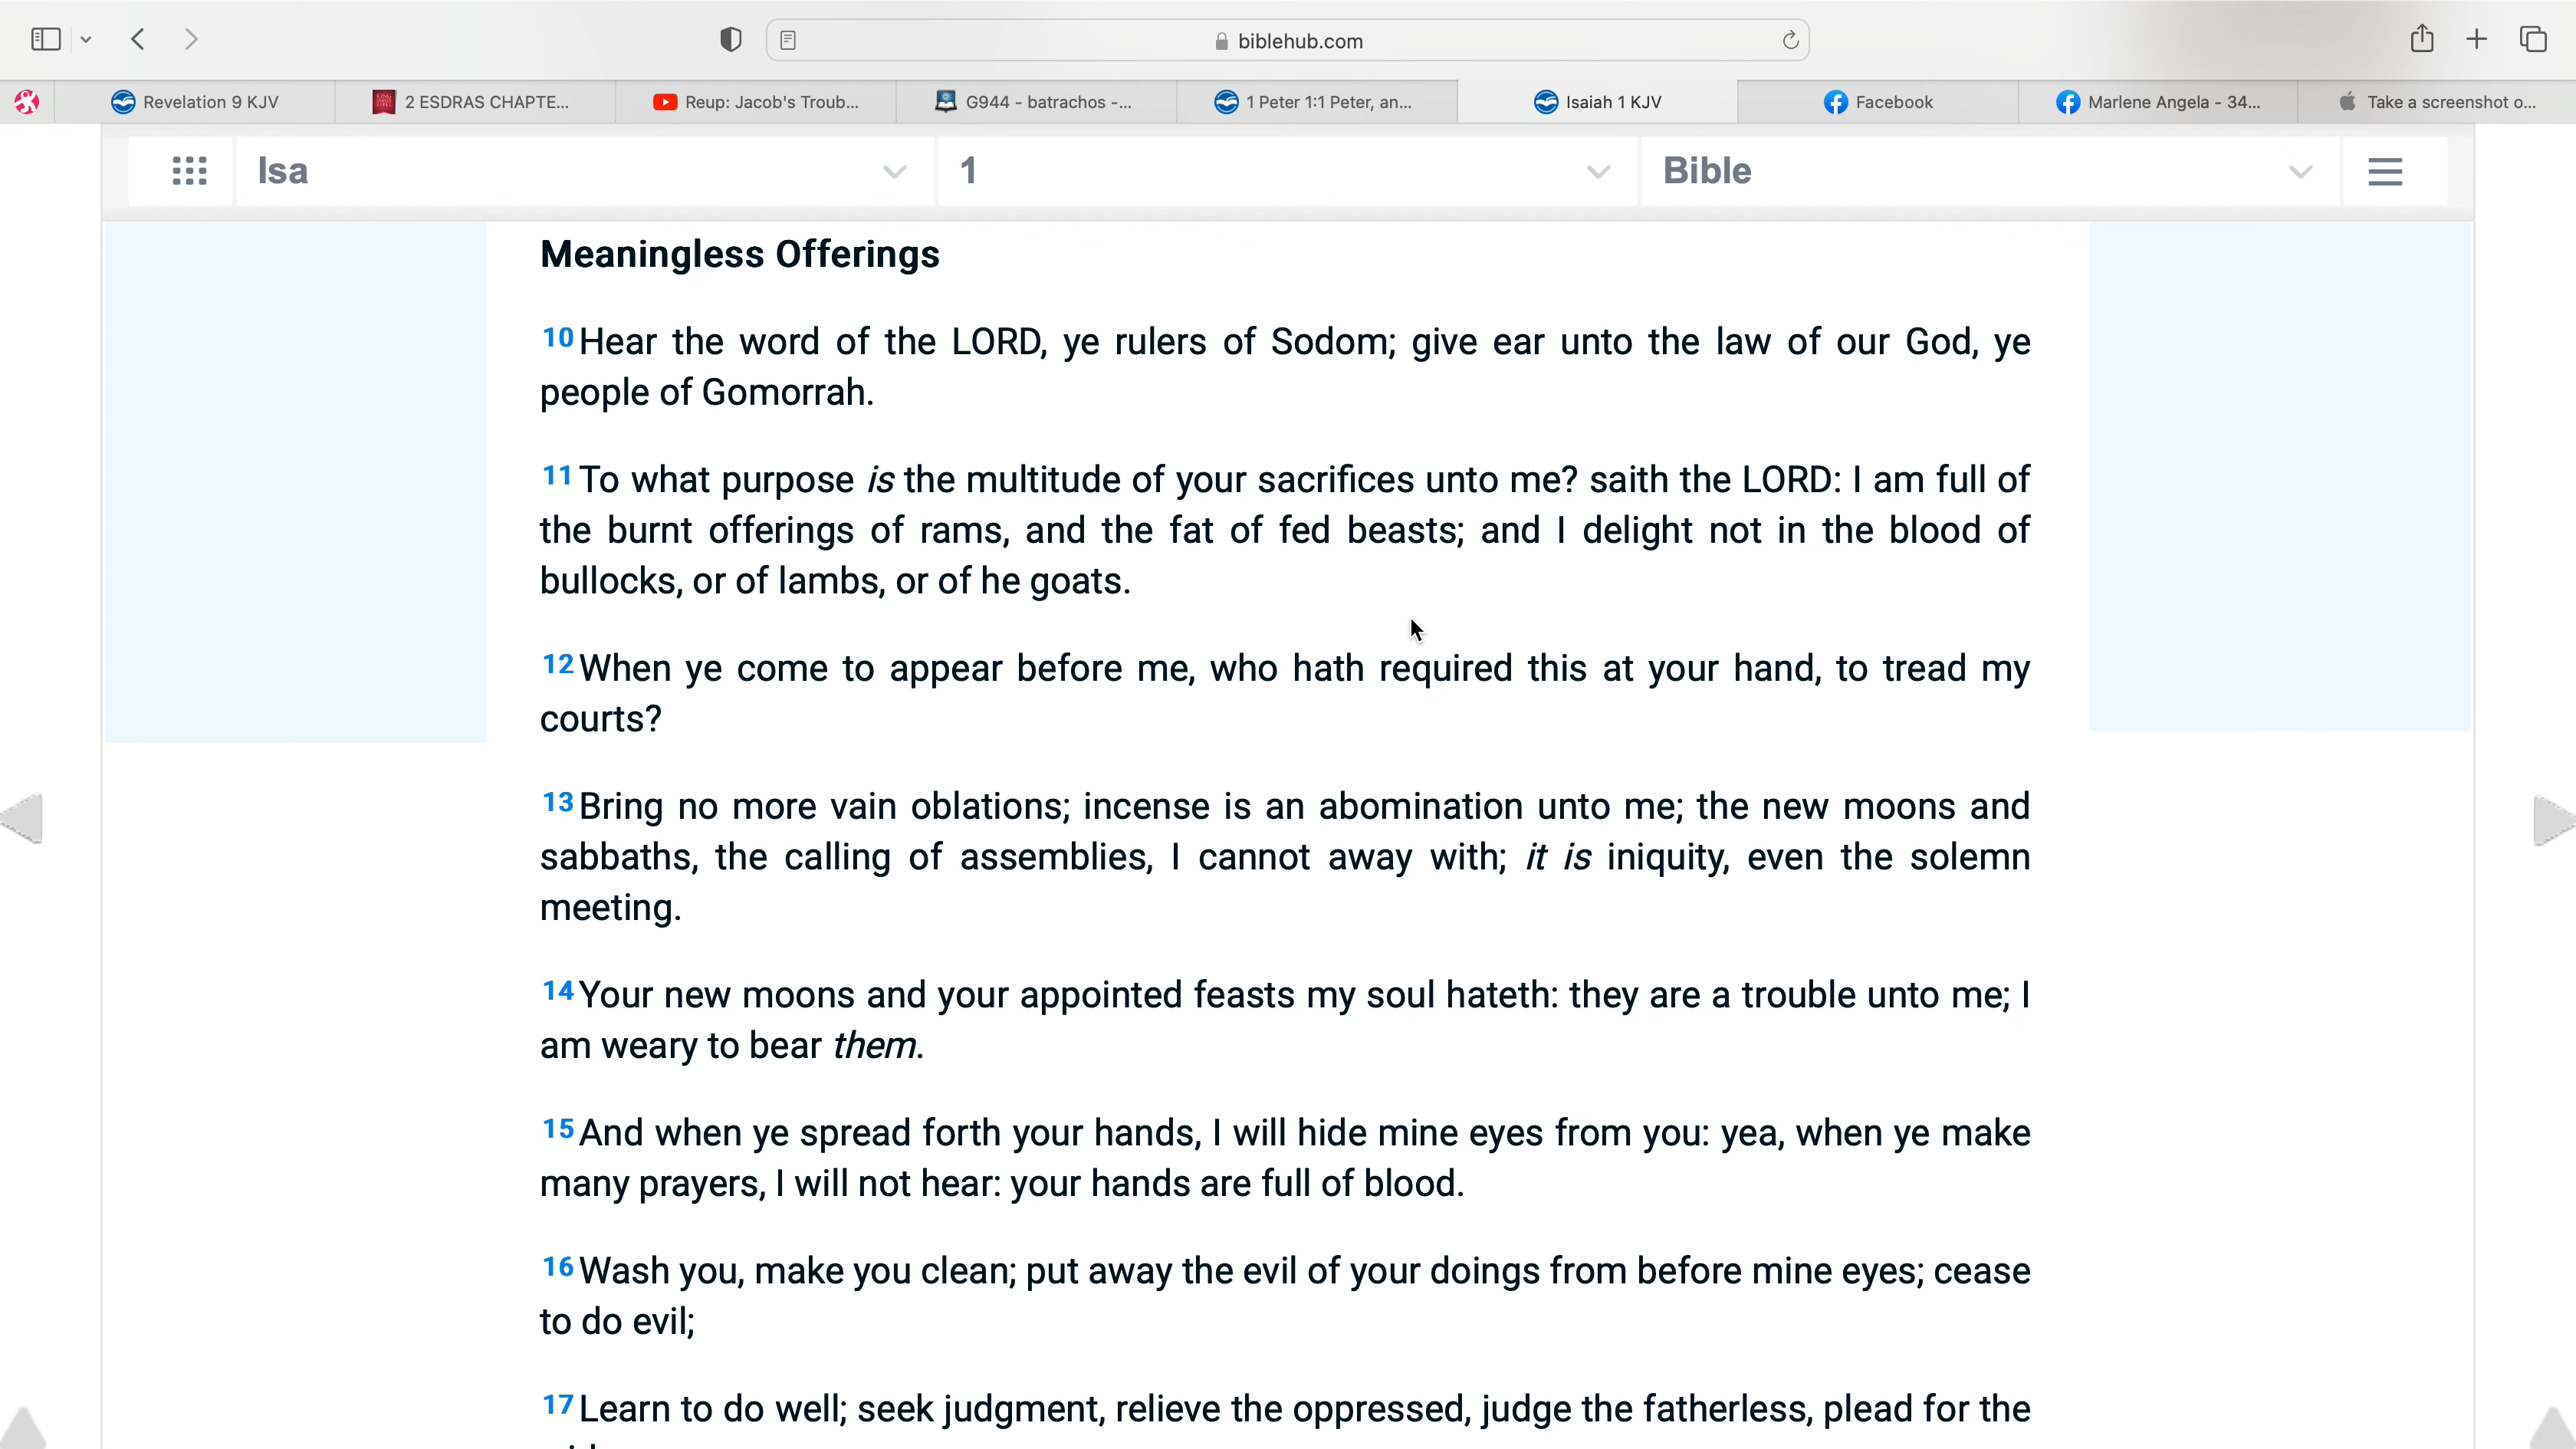 biblehub.com
Revelation 9 KJV
2 ESDRAS CHAPTE...
Reup: Jacob's Troub...
G944 - batrachos -...
1 Peter 1:1 Peter, an...
Isaiah 1 KJV
Facebook
Marlene Angela - 34...
Take a screenshot o...
Isa
1
Bible
Meaningless Offerings
10 Hear the word of the LORD, ye rulers of Sodom; give ear unto the law of our God, ye
people of Gomorrah.
11 To what purpose is the multitude of your sacrifices unto me? saith the LORD: I am full of
the burnt offerings of rams, and the fat of fed beasts; and I delight not in the blood of
bullocks, or of lambs, or of he goats.
12 When ye come to appear before me, who hath required this at your hand, to tread my
courts?
13 Bring no more vain oblations; incense is an abomination unto me; the new moons and
sabbaths, the calling of assemblies, I cannot away with; it is iniquity, even the solemn
meeting.
14 Your new moons and your appointed feasts my soul hateth: they are a trouble unto me; I
am weary to bear them.
15 And when ye spread forth your hands, I will hide mine eyes from you: yea, when ye make
many prayers, I will not hear: your hands are full of blood.
16 Wash you, make you clean; put away the evil of your doings from before mine eyes; cease
to do evil;
17 Learn to do well; seek judgment, relieve the oppressed, judge the fatherless, plead for the